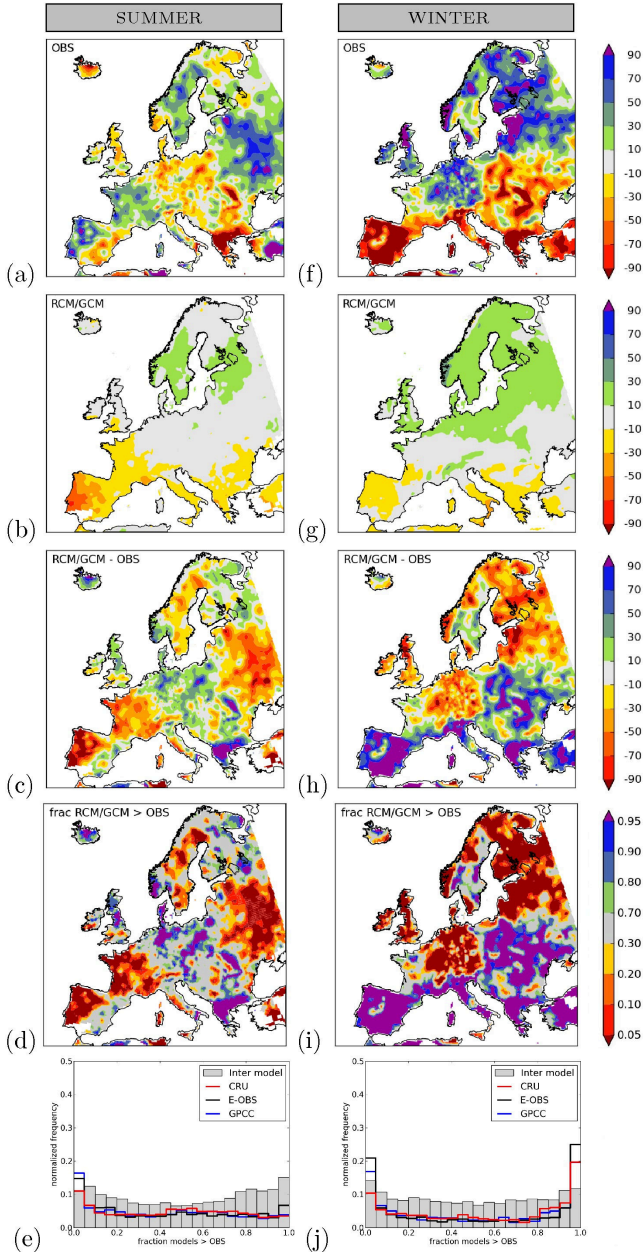 SUMMER
WINTER
OBS
(a)
OBS
(f)
90
70
50
30
10
-10
-30
-50
-70
-90
RCM/GCM
(b)
RCM/GCM
(g)
90
70
50
30
10
-10
-30
-50
-70
-90
RCM/GCM - OBS
(c)
RCM/GCM - OBS
(h)
90
70
50
30
10
-10
-30
-50
-70
-90
frac RCM/GCM > OBS
(d)
frac RCM/GCM > OBS
(i)
0.95
0.90
0.80
0.70
0.30
0.20
0.10
0.05
normalized frequency
0.5
0.4
0.3
0.2
0.1
0.0
Inter model
CRU
E-OBS
GPCC
0.0 0.2 0.4 0.6 0.8 1.0
fraction models > OBS
(e)
normalized frequency
0.5
0.4
0.3
0.2
0.1
0.0
Inter model
CRU
E-OBS
GPCC
0.0 0.2 0.4 0.6 0.8 1.0
fraction models > OBS
(j)